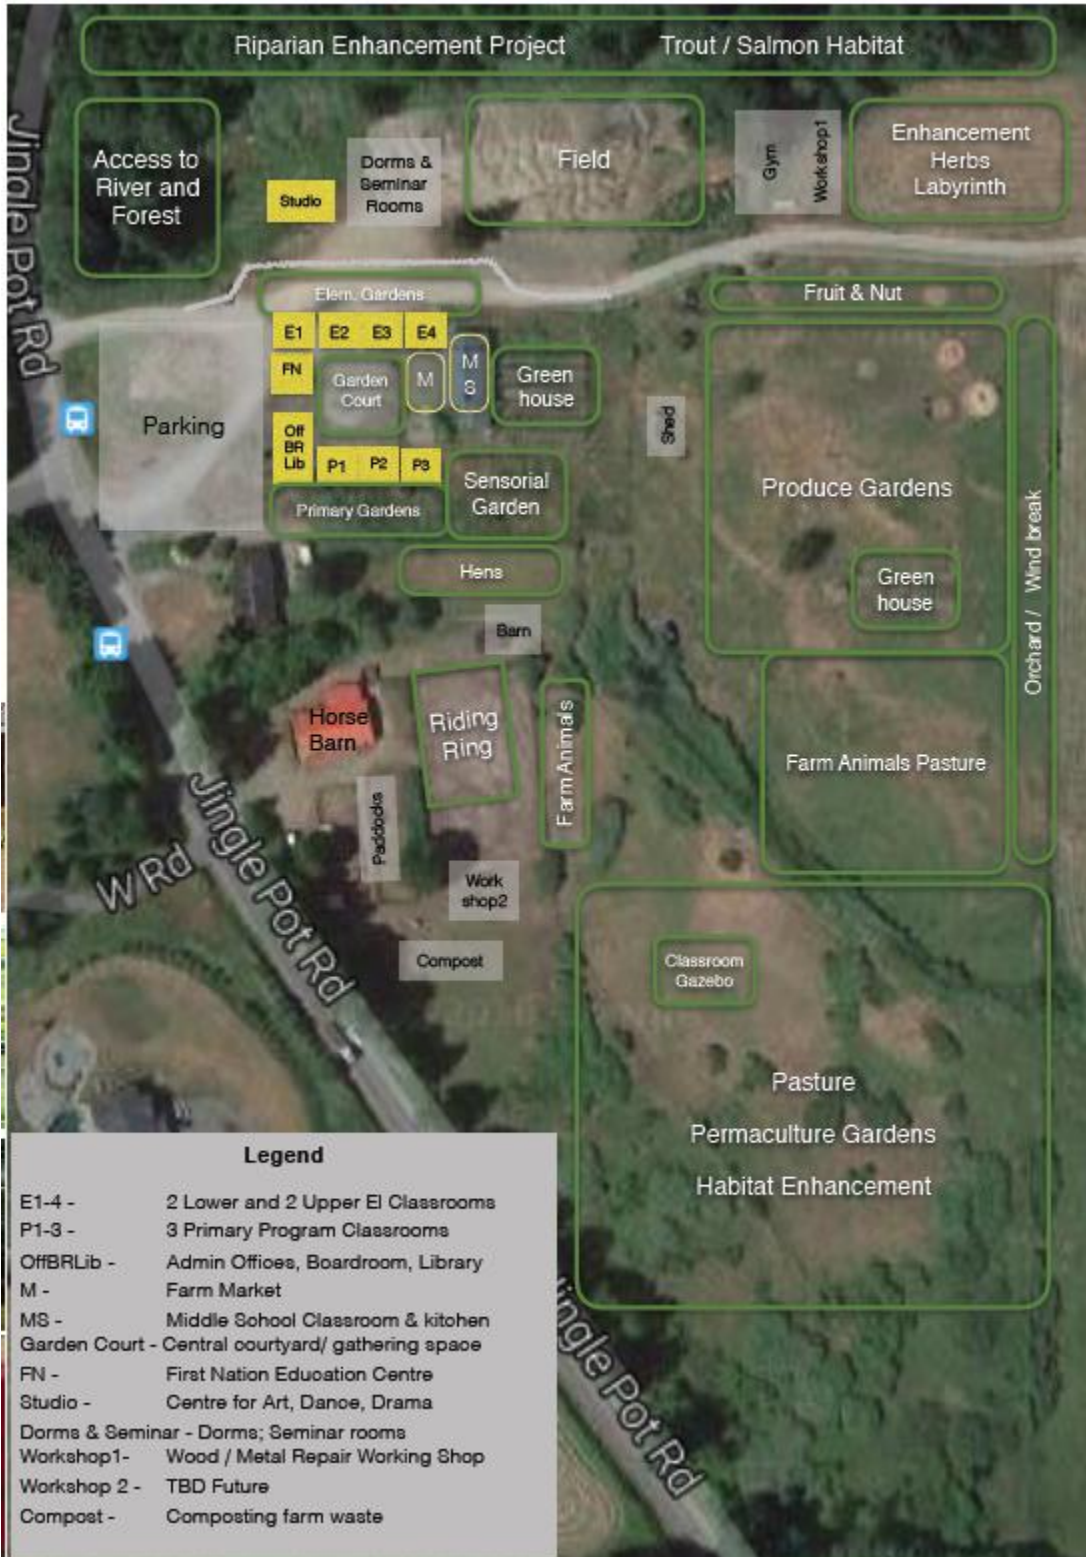 Riparian Enhancement Project Trout / Salmon Habitat
Jingle Pot Rd
Access to
River and
Forest
Studio
Dorms &
Seminar
Rooms
Field
Gym
Workshop1
Enhancement
Herbs
Labyrinth
Elem. Gardens
Fruit & Nut
E1
E2
E3
E4
FN
Garden
Court
M
M
S
Green
house
Parking
Off
BR
Lib
P1
P2
P3
Primary Gardens
Sensorial
Garden
Shed
Produce Gardens
Green
house
Orchard / Wind break
Hens
Barn
Horse
Barn
Riding
Ring
Farm Animals
Farm Animals Pasture
Paddocks
Jingle Pot Rd
W Rd
Work
shop2
Compost
Classroom
Gazebo
Pasture
Permaculture Gardens
Habitat Enhancement
Jingle Pot Rd
Legend
E1-4 - 2 Lower and 2 Upper El Classrooms
P1-3 - 3 Primary Program Classrooms
OffBRLib - Admin Offices, Boardroom, Library
M - Farm Market
MS - Middle School Classroom & kitchen
Garden Court - Central courtyard/ gathering space
FN - First Nation Education Centre
Studio - Centre for Art, Dance, Drama
Dorms & Seminar - Dorms; Seminar rooms
Workshop1- Wood / Metal Repair Working Shop
Workshop 2 - TBD Future
Compost - Composting farm waste